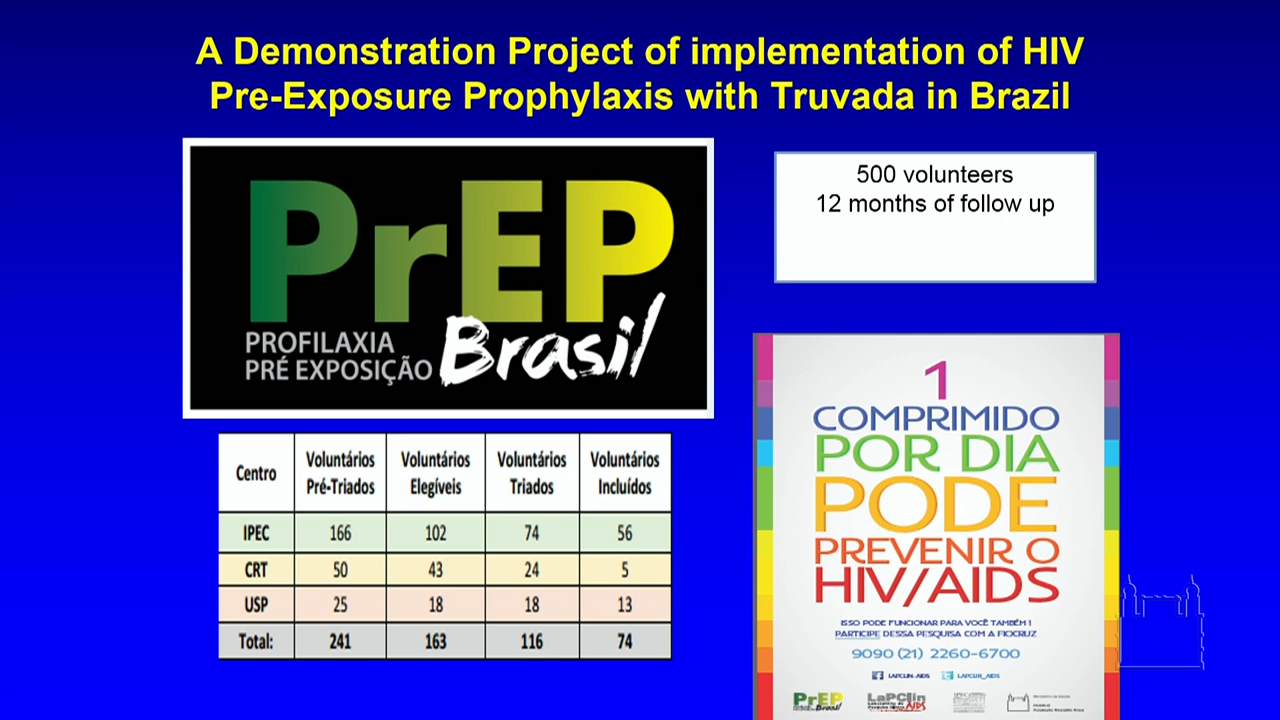 A Demonstration Project of implementation of HIV
Pre-Exposure Prophylaxis with Truvada in Brazil
PrEP
PROFILAXIA
PRÉ EXPOSIÇÃO
Brasil
500 volunteers
12 months of follow up
Centro Voluntários Pré-Triados Voluntários Elegíveis Voluntários Triados Voluntários Incluídos
IPEC 166 102 74 56
CRT 50 43 24 5
USP 25 18 18 13
Total: 241 163 116 74
1
COMPRIMIDO
POR DIA
PODE
PREVENIR O
HIV/AIDS
ISSO PODE FUNCIONAR PARA VOCÊ TAMBÉM !
PARTICIPE DESSA PESQUISA COM A FIOCRUZ
9090 (21) 2260-6700
LAPCLIN-AIDS LAPCLIN_AIDS
PrEP Brasil LaPClin AIDS